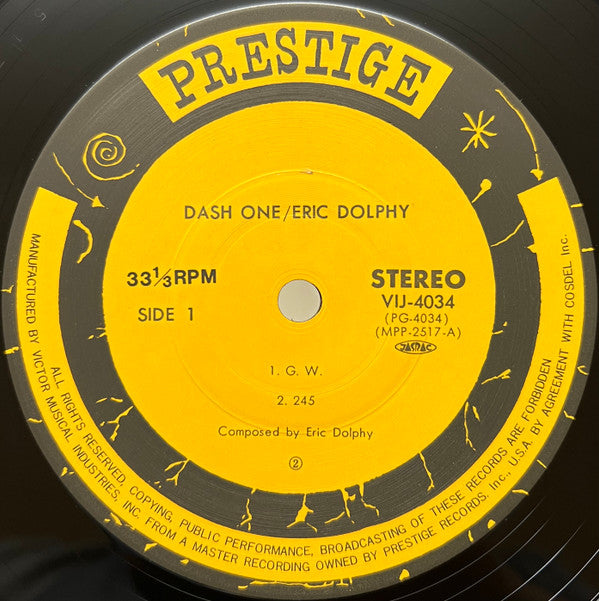 PRESTIGE
DASH ONE/ERIC DOLPHY
33⅓RPM
SIDE 1
STEREO
VIJ-4034
(PG-4034)
(MPP-2517-A)
JASRAC
1. G. W.
2. 245
Composed by Eric Dolphy
②
MANUFACTURED BY VICTOR MUSICAL INDUSTRIES, INC. FROM A MASTER RECORDING OWNED BY PRESTIGE RECORDS, Inc., U.S.A. BY AGREEMENT WITH COSDEL Inc.
ALL RIGHTS RESERVED, COPYING, PUBLIC PERFORMANCE, BROADCASTING OF THESE RECORDS ARE FORBIDDEN